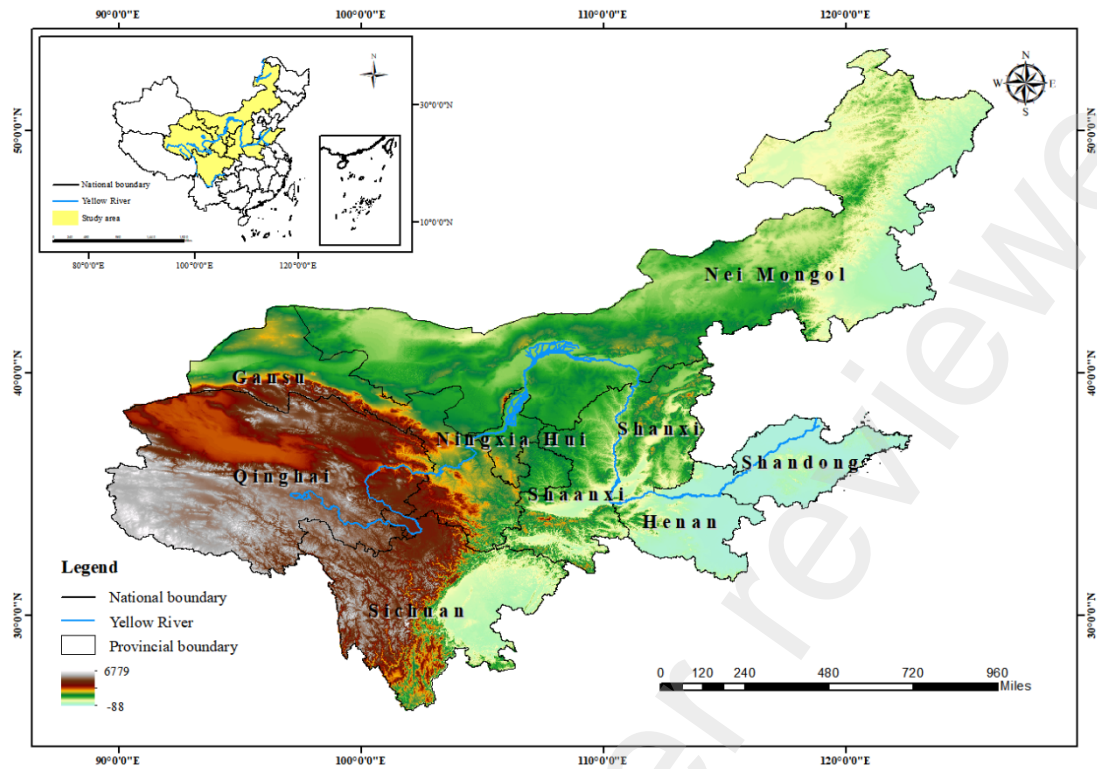 90°0'0"E 100°0'0"E 110°0'0"E 120°0'0"E
N
W E
S
N
30°0'0"N
10°0'0"N
National boundary
Yellow River
Study area
80°0'0"E 100°0'0"E 120°0'0"E
50°0'0"N
50°0'0"N
40°0'0"N
40°0'0"N
30°0'0"N
30°0'0"N
Nei Mongol
Gansu
Ningxia Hui
Shanxi
Shandong
Qinghai
Shaanxi
Henan
Sichuan
Legend
National boundary
Yellow River
Provincial boundary
6779
-88
0 120 240 480 720 960
Miles
90°0'0"E 100°0'0"E 110°0'0"E 120°0'0"E
er reviewe